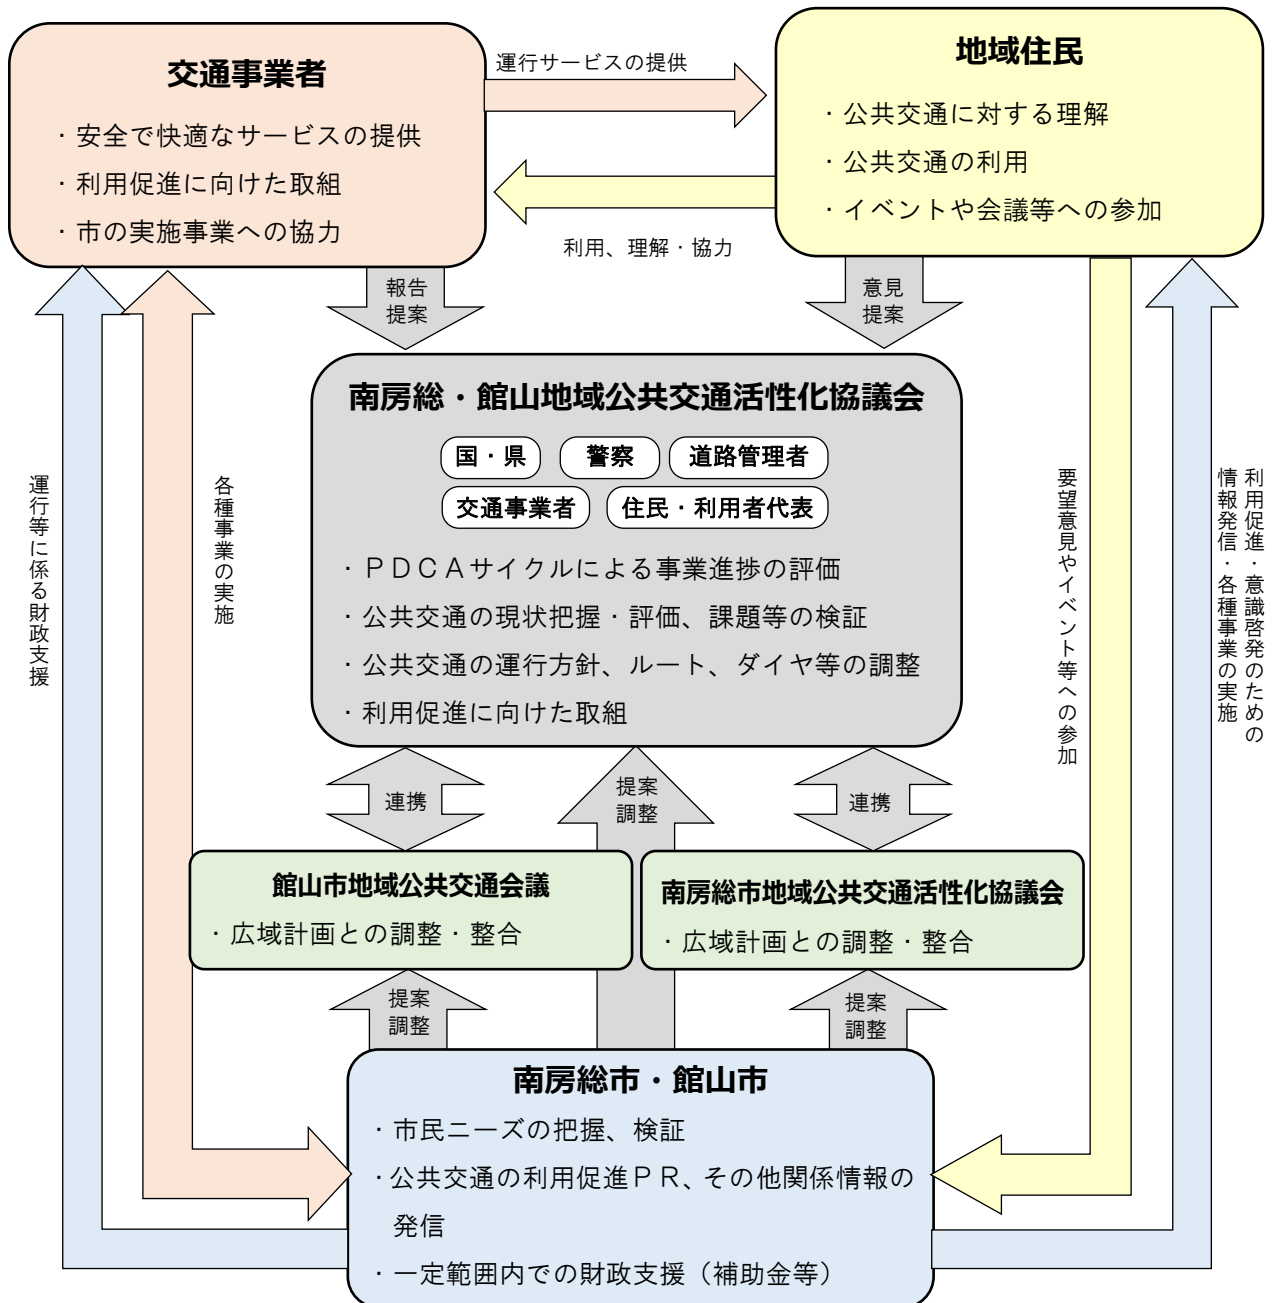 交通事業者
・安全で快適なサービスの提供
・利用促進に向けた取組
・市の実施事業への協力
運行サービスの提供
利用、理解・協力
地域住民
・公共交通に対する理解
・公共交通の利用
・イベントや会議等への参加
報告
提案
意見
提案
南房総・館山地域公共交通活性化協議会
国・県
警察
道路管理者
交通事業者
住民・利用者代表
・ＰＤＣＡサイクルによる事業進捗の評価
・公共交通の現状把握・評価、課題等の検証
・公共交通の運行方針、ルート、ダイヤ等の調整
・利用促進に向けた取組
運行等に係る財政支援
各種事業の実施
要望意見やイベント等への参加
利用促進・意識啓発のための
情報発信・各種事業の実施
連携
提案
調整
連携
館山市地域公共交通会議
・広域計画との調整・整合
南房総市地域公共交通活性化協議会
・広域計画との調整・整合
提案
調整
提案
調整
南房総市・館山市
・市民ニーズの把握、検証
・公共交通の利用促進ＰＲ、その他関係情報の
発信
・一定範囲内での財政支援（補助金等）